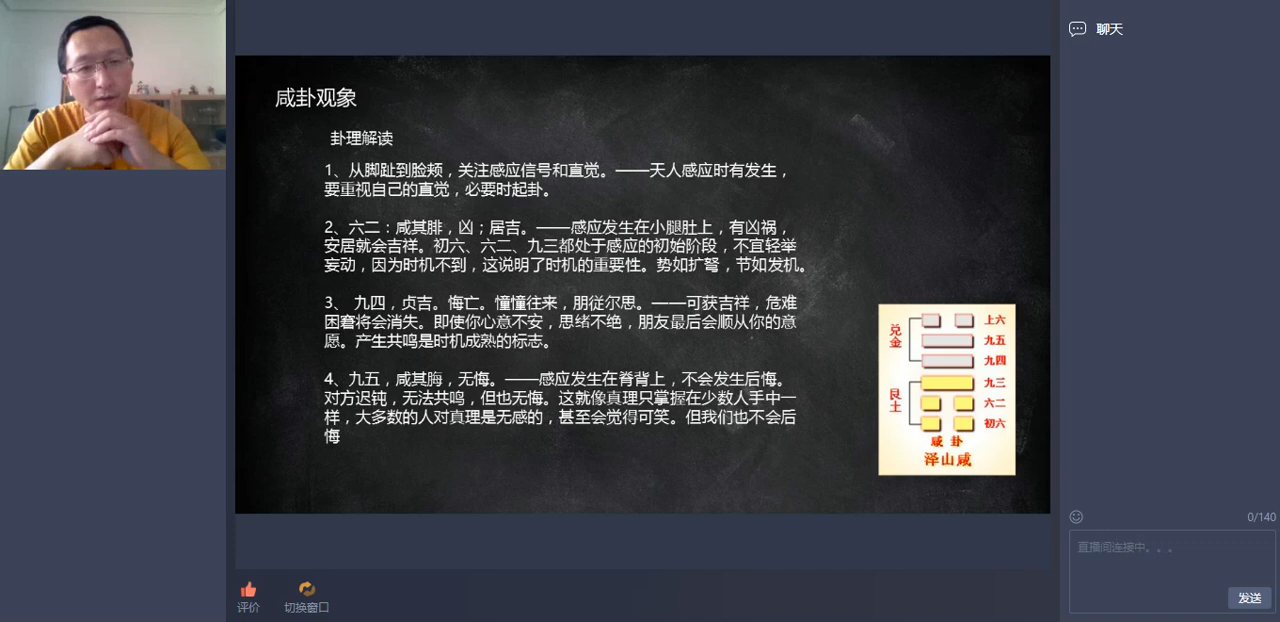 聊天
咸卦观象
卦理解读
1、从脚趾到脸颊，关注感应信号和直觉。——天人感应时有发生，
要重视自己的直觉，必要时起卦。
2、六二：咸其腓，凶；居吉。——感应发生在小腿肚上，有凶祸，
安居就会吉祥。初六、六二、九三都处于感应的初始阶段，不宜轻举
妄动，因为时机不到，这说明了时机的重要性。势如扩弩，节如发机。
3、 九四，贞吉。悔亡。憧憧往来，朋従尔思。——可获吉祥，危难
困窘将会消失。即使你心意不安，思绪不绝，朋友最后会顺从你的意
愿。产生共鸣是时机成熟的标志。
4、九五，咸其脢，无悔。——感应发生在脊背上，不会发生后悔。
对方迟钝，无法共鸣，但也无悔。这就像真理只掌握在少数人手中一
样，大多数的人对真理是无感的，甚至会觉得可笑。但我们也不会后
悔
兑金
上六
九五
九四
艮土
九三
六二
初六
咸 卦
泽山咸
0/140
直播间连接中。。。
发送
评价
切换窗口